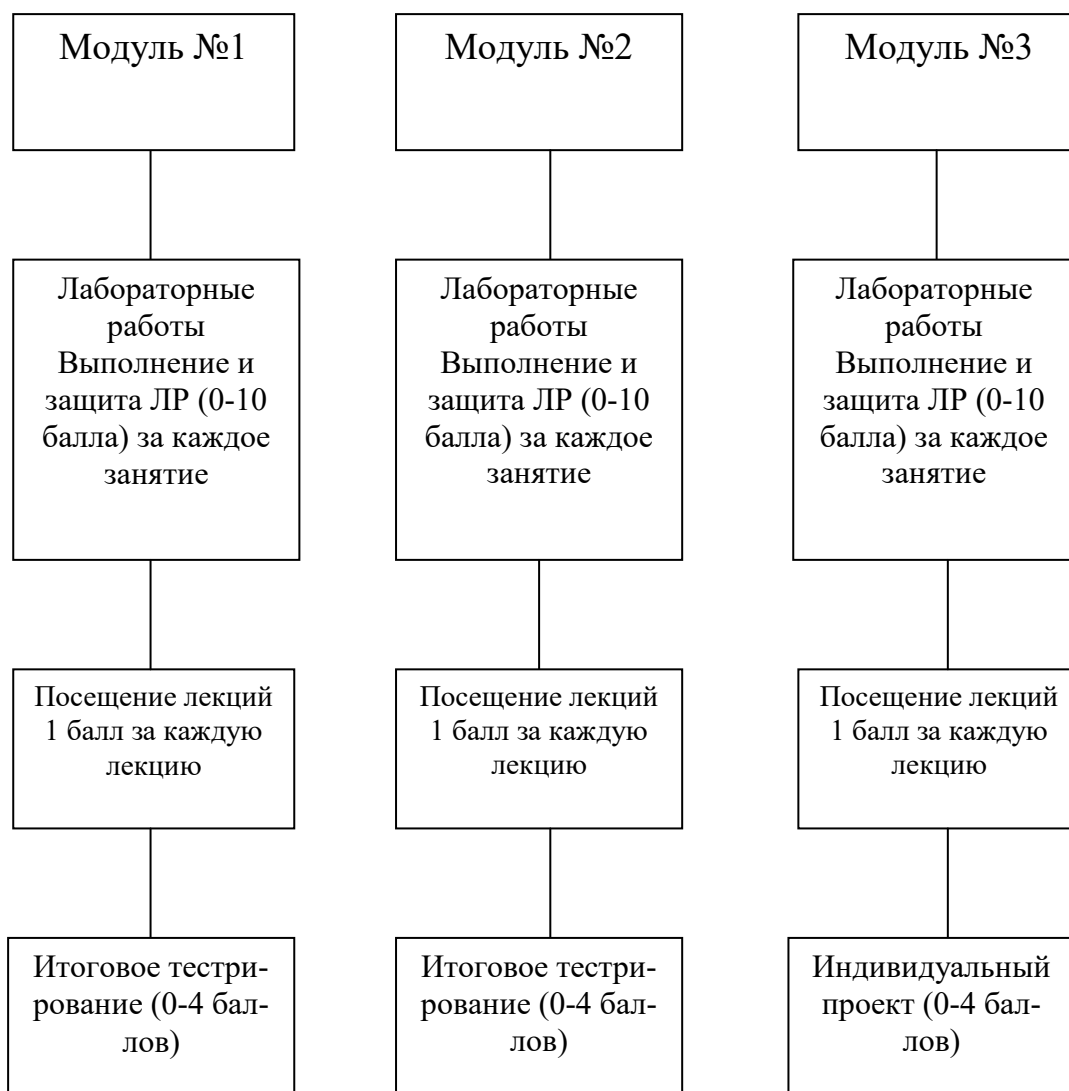 Модуль №1
Лабораторные
работы
Выполнение и
защита ЛР (0-10
балла) за каждое
занятие
Посещение лекций
1 балл за каждую
лекцию
Итоговое тестри-
рование (0-4 бал-
лов)
Модуль №2
Лабораторные
работы
Выполнение и
защита ЛР (0-10
балла) за каждое
занятие
Посещение лекций
1 балл за каждую
лекцию
Итоговое тестри-
рование (0-4 бал-
лов)
Модуль №3
Лабораторные
работы
Выполнение и
защита ЛР (0-10
балла) за каждое
занятие
Посещение лекций
1 балл за каждую
лекцию
Индивидуальный
проект (0-4 бал-
лов)